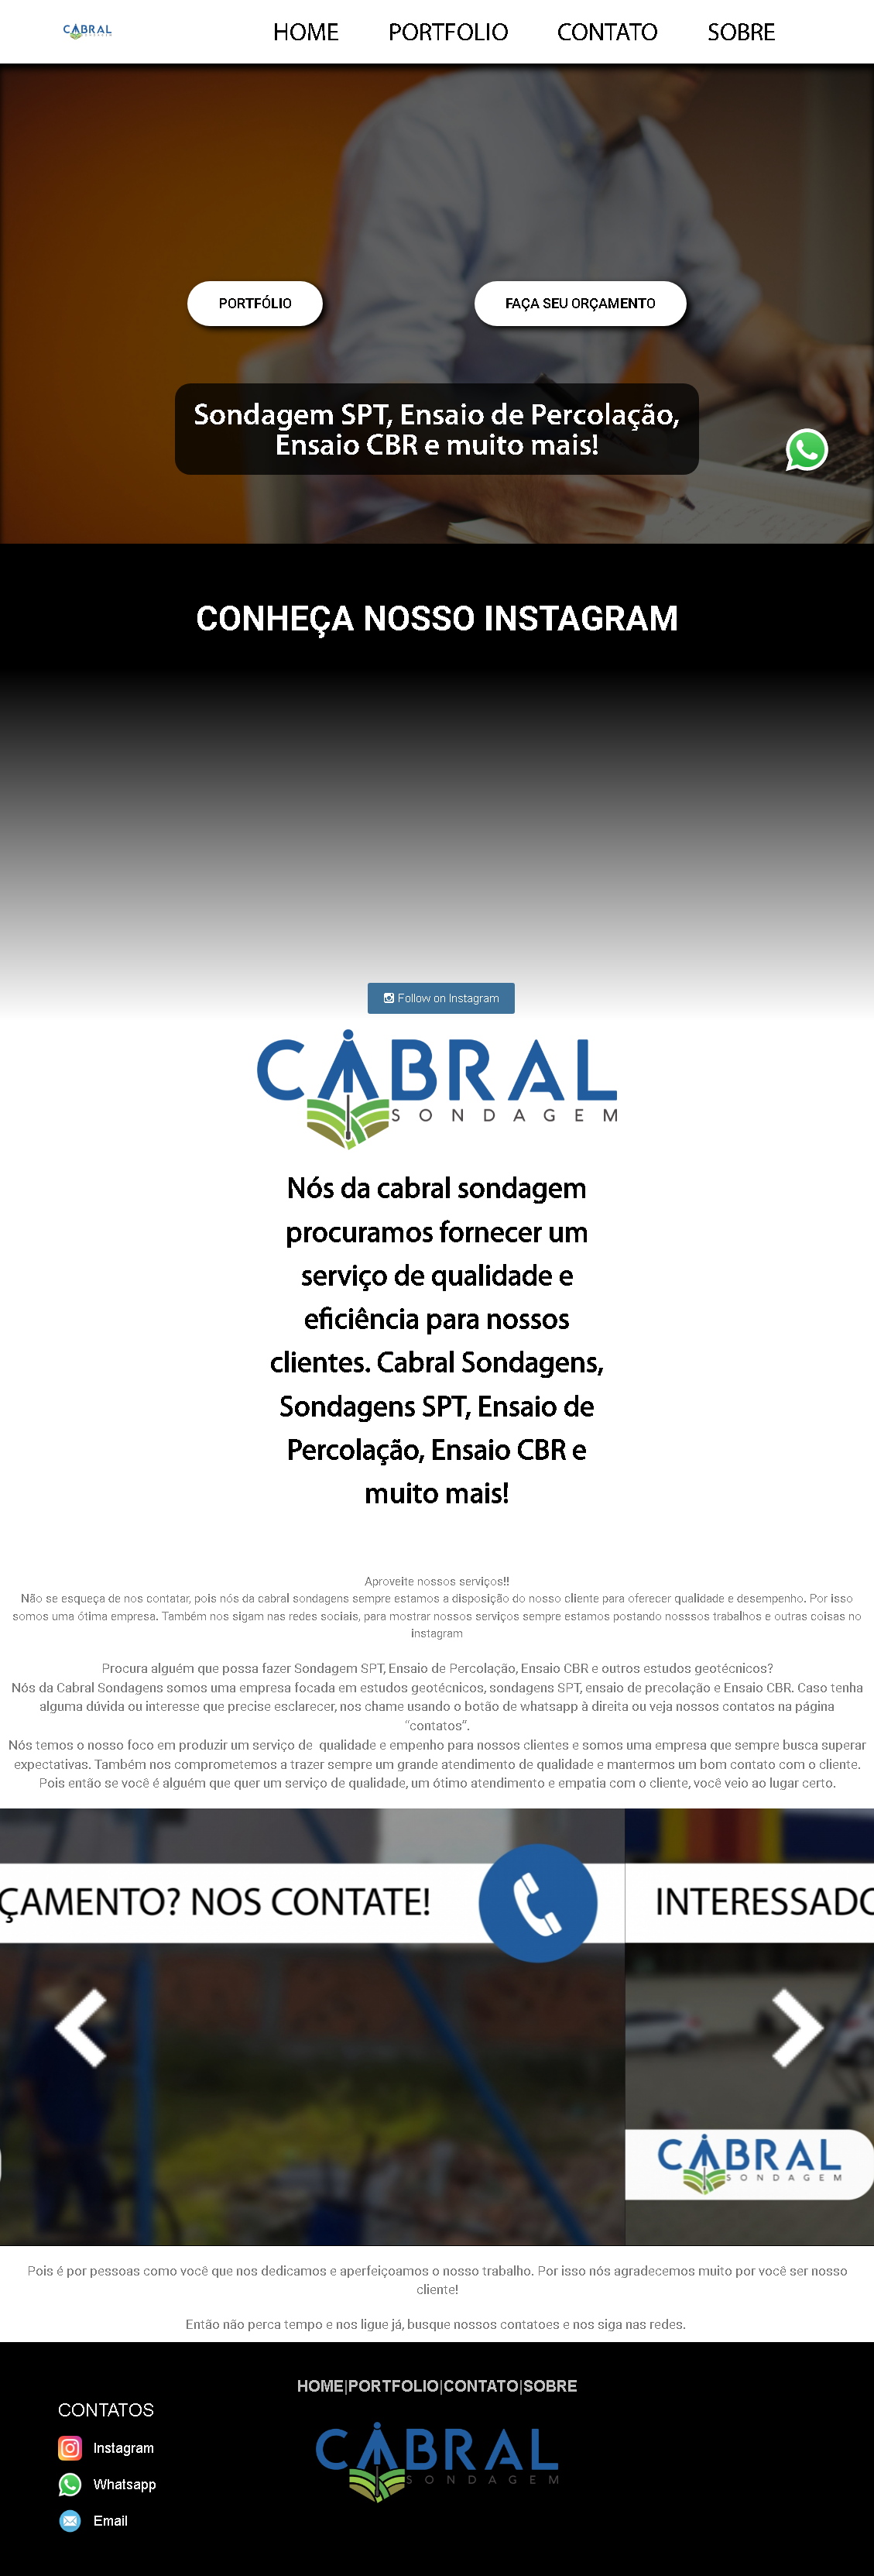 CABRAL
SONDAGEM
HOME PORTFOLIO CONTATO SOBRE
PORTFÓLIO FAÇA SEU ORÇAMENTO
Sondagem SPT, Ensaio de Percolação,
Ensaio CBR e muito mais!
CONHEÇA NOSSO INSTAGRAM
Follow on Instagram
CABRAL
SONDAGEM
Nós da cabral sondagem
procuramos fornecer um
serviço de qualidade e
eficiência para nossos
clientes. Cabral Sondagens,
Sondagens SPT, Ensaio de
Percolação, Ensaio CBR e
muito mais!
Aproveite nossos serviços!!
Não se esqueça de nos contatar, pois nós da cabral sondagens sempre estamos a disposição do nosso cliente para oferecer qualidade e desempenho. Por isso
somos uma ótima empresa. Também nos sigam nas redes sociais, para mostrar nossos serviços sempre estamos postando nosssos trabalhos e outras coisas no
instagram
Procura alguém que possa fazer Sondagem SPT, Ensaio de Percolação, Ensaio CBR e outros estudos geotécnicos?
Nós da Cabral Sondagens somos uma empresa focada em estudos geotécnicos, sondagens SPT, ensaio de precolação e Ensaio CBR. Caso tenha
alguma dúvida ou interesse que precise esclarecer, nos chame usando o botão de whatsapp à direita ou veja nossos contatos na página
“contatos”.
Nós temos o nosso foco em produzir um serviço de  qualidade e empenho para nossos clientes e somos uma empresa que sempre busca superar
expectativas. Também nos comprometemos a trazer sempre um grande atendimento de qualidade e mantermos um bom contato com o cliente.
Pois então se você é alguém que quer um serviço de qualidade, um ótimo atendimento e empatia com o cliente, você veio ao lugar certo.
ÇAMENTO? NOS CONTATE! INTERESSADO
CABRAL
SONDAGEM
Pois é por pessoas como você que nos dedicamos e aperfeiçoamos o nosso trabalho. Por isso nós agradecemos muito por você ser nosso
cliente!
Então não perca tempo e nos ligue já, busque nossos contatoes e nos siga nas redes.
HOME|PORTFOLIO|CONTATO|SOBRE
CONTATOS
Instagram
Whatsapp
Email
CABRAL
SONDAGEM